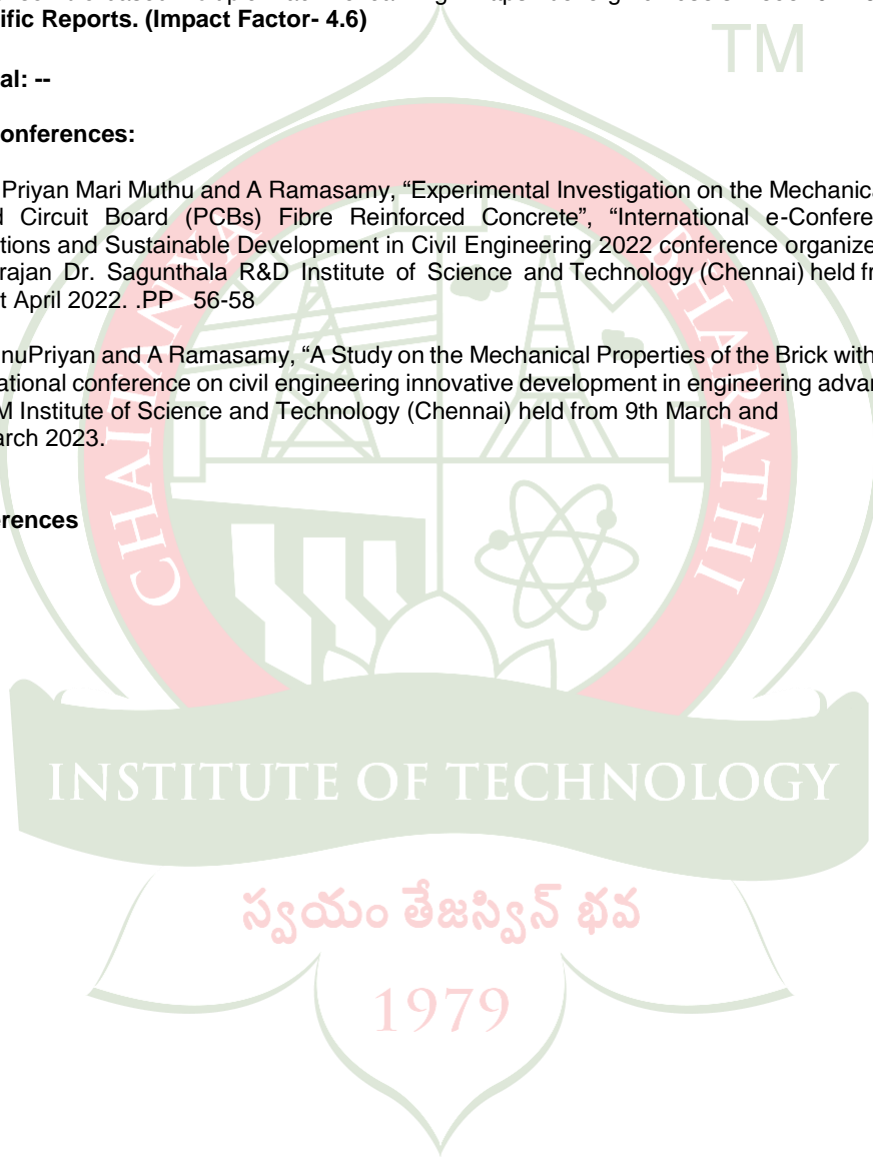 ific Reports. (Impact Factor- 4.6)
TM
al: --
onferences:
Priyan Mari Muthu and A Ramasamy, “Experimental Investigation on the Mechanica
d Circuit Board (PCBs) Fibre Reinforced Concrete”, “International e-Confere
tions and Sustainable Development in Civil Engineering 2022 conference organize
rajan Dr. Sagunthala R&D Institute of Science and Technology (Chennai) held fr
t April 2022. .PP 56-58
nuPriyan and A Ramasamy, “A Study on the Mechanical Properties of the Brick with
ational conference on civil engineering innovative development in engineering advan
M Institute of Science and Technology (Chennai) held from 9th March and
arch 2023.
erences
CHAITANYA BHARATHI
INSTITUTE OF TECHNOLOGY
స్వయం తేజస్విన్ భవ
1979